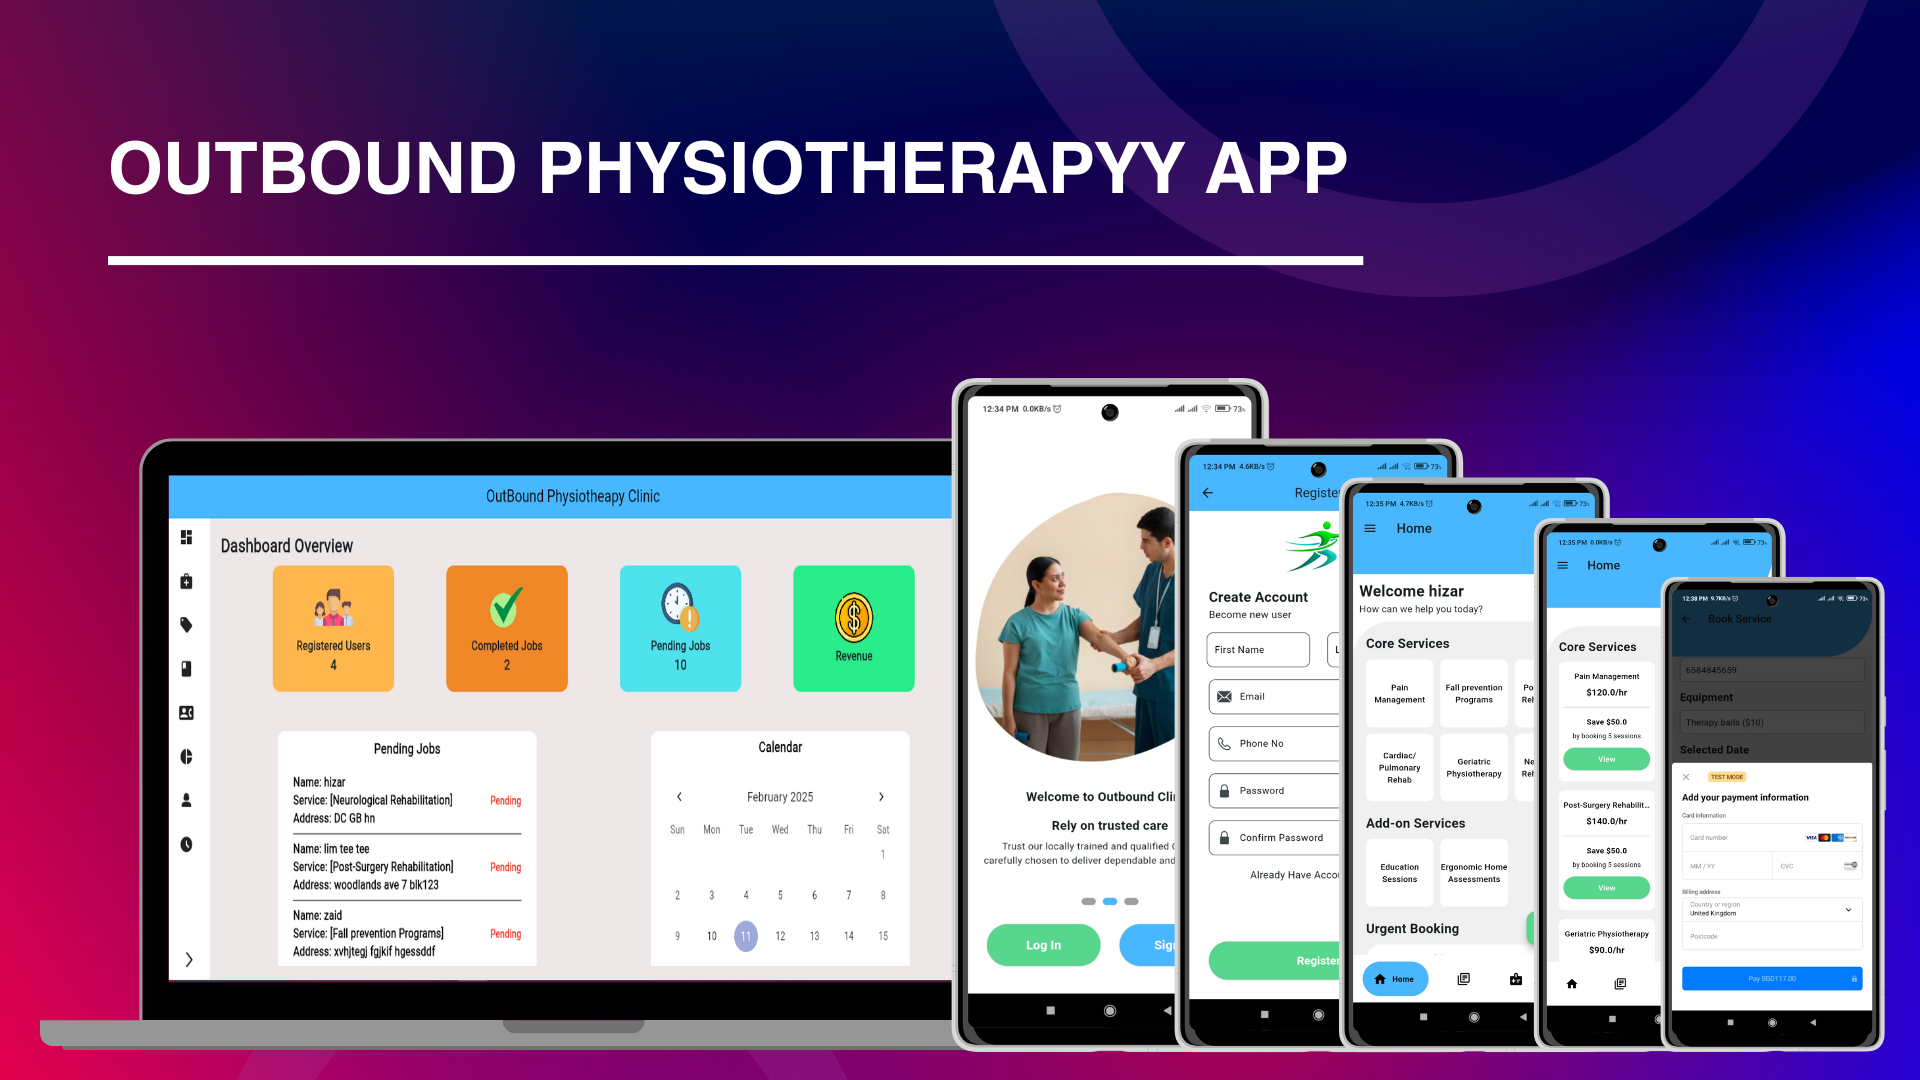 OUTBOUND PHYSIOTHERAPYY APP
OutBound Physiotheapy Clinic
Dashboard Overview
Registered Users
4
Completed Jobs
2
Pending Jobs
10
Revenue
Pending Jobs
Name: hizar
Service: [Neurological Rehabilitation]
Pending
Address: DC GB hn
Name: lim tee tee
Service: [Post-Surgery Rehabilitation]
Pending
Address: woodlands ave 7 blk123
Name: zaid
Service: [Fall prevention Programs]
Pending
Address: xvhjtegj fgjkif hgessddf
Calendar
February 2025
Sun Mon Tue Wed Thu Fri Sat
1
2 3 4 5 6 7 8
9 10 11 12 13 14 15
12:34 PM 0.0KB/s 73
Welcome to Outbound Cli
Rely on trusted care
Trust our locally trained and qualified
carefully chosen to deliver dependable and
Log In
Sig
12:34 PM 4.6KB/s 73
Register
Create Account
Become new user
First Name
L
Email
Phone No
Password
Confirm Password
Already Have Acco
Register
12:35 PM 4.7KB/s 73
Home
Welcome hizar
How can we help you today?
Core Services
Pain
Management
Fall prevention
Programs
Po
Reh
Cardiac/
Pulmonary
Rehab
Geriatric
Physiotherapy
Ne
Reh
Add-on Services
Education
Sessions
Ergonomic Home
Assessments
Urgent Booking
Home
12:35 PM 0.0KB/s 73
Home
Core Services
Pain Management
$120.0/hr
Save $50.0
by booking 5 sessions
View
Post-Surgery Rehabilit...
$140.0/hr
Save $50.0
by booking 5 sessions
View
Geriatric Physiotherapy
$90.0/hr
12:38 PM 9.7KB/s 73
Book Service
6584845659
Equipment
Therapy balls ($10)
Selected Date
TEST MODE
Add your payment information
Card information
Card number
VISA
MM / YY
CVC
Billing address
Country or region
United Kingdom
Postcode
Pay SGD117.00